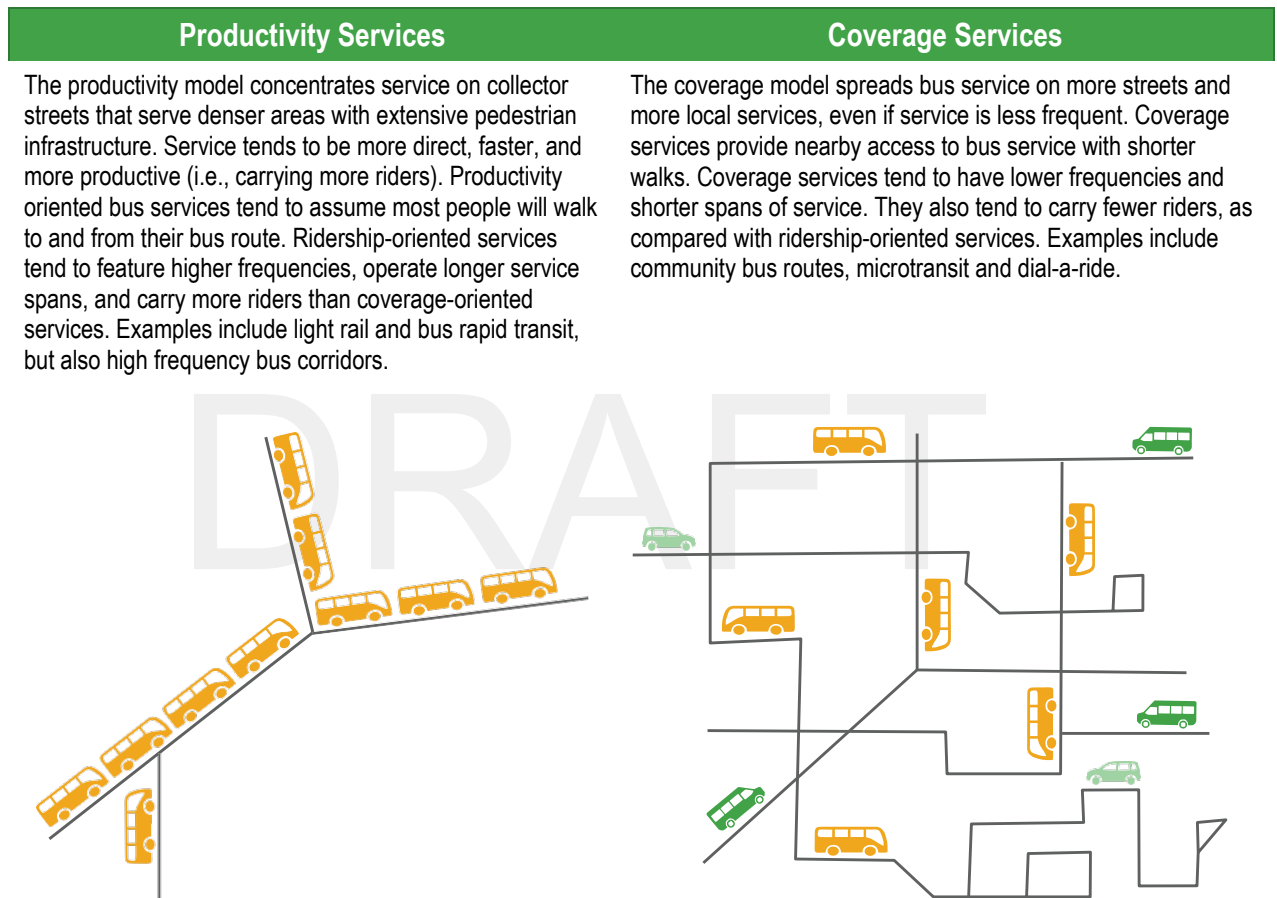 Productivity Services
Coverage Services
The productivity model concentrates service on collector
streets that serve denser areas with extensive pedestrian
infrastructure. Service tends to be more direct, faster, and
more productive (i.e., carrying more riders). Productivity
oriented bus services tend to assume most people will walk
to and from their bus route. Ridership-oriented services
tend to feature higher frequencies, operate longer service
spans, and carry more riders than coverage-oriented
services. Examples include light rail and bus rapid transit,
but also high frequency bus corridors.
The coverage model spreads bus service on more streets and
more local services, even if service is less frequent. Coverage
services provide nearby access to bus service with shorter
walks. Coverage services tend to have lower frequencies and
shorter spans of service. They also tend to carry fewer riders, as
compared with ridership-oriented services. Examples include
community bus routes, microtransit and dial-a-ride.
DRAFT